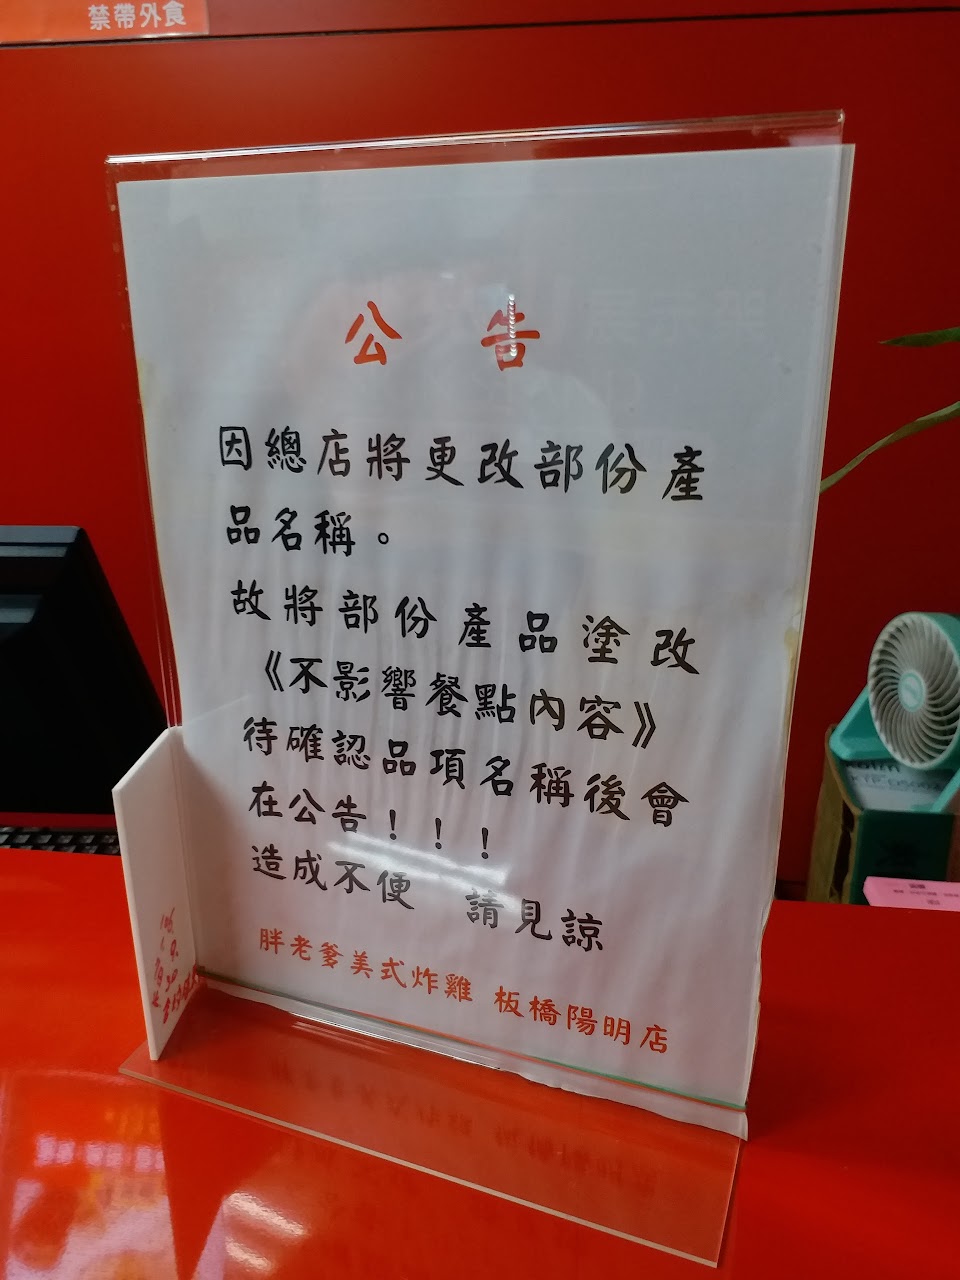 禁帶外食
公告
因總店將更改部份產
品名稱。
故將部份產品塗改
《不影響餐點內容》
待確認品項名稱後會
在公告！！！
造成不便 請見諒
胖老爹美式炸雞 板橋陽明店